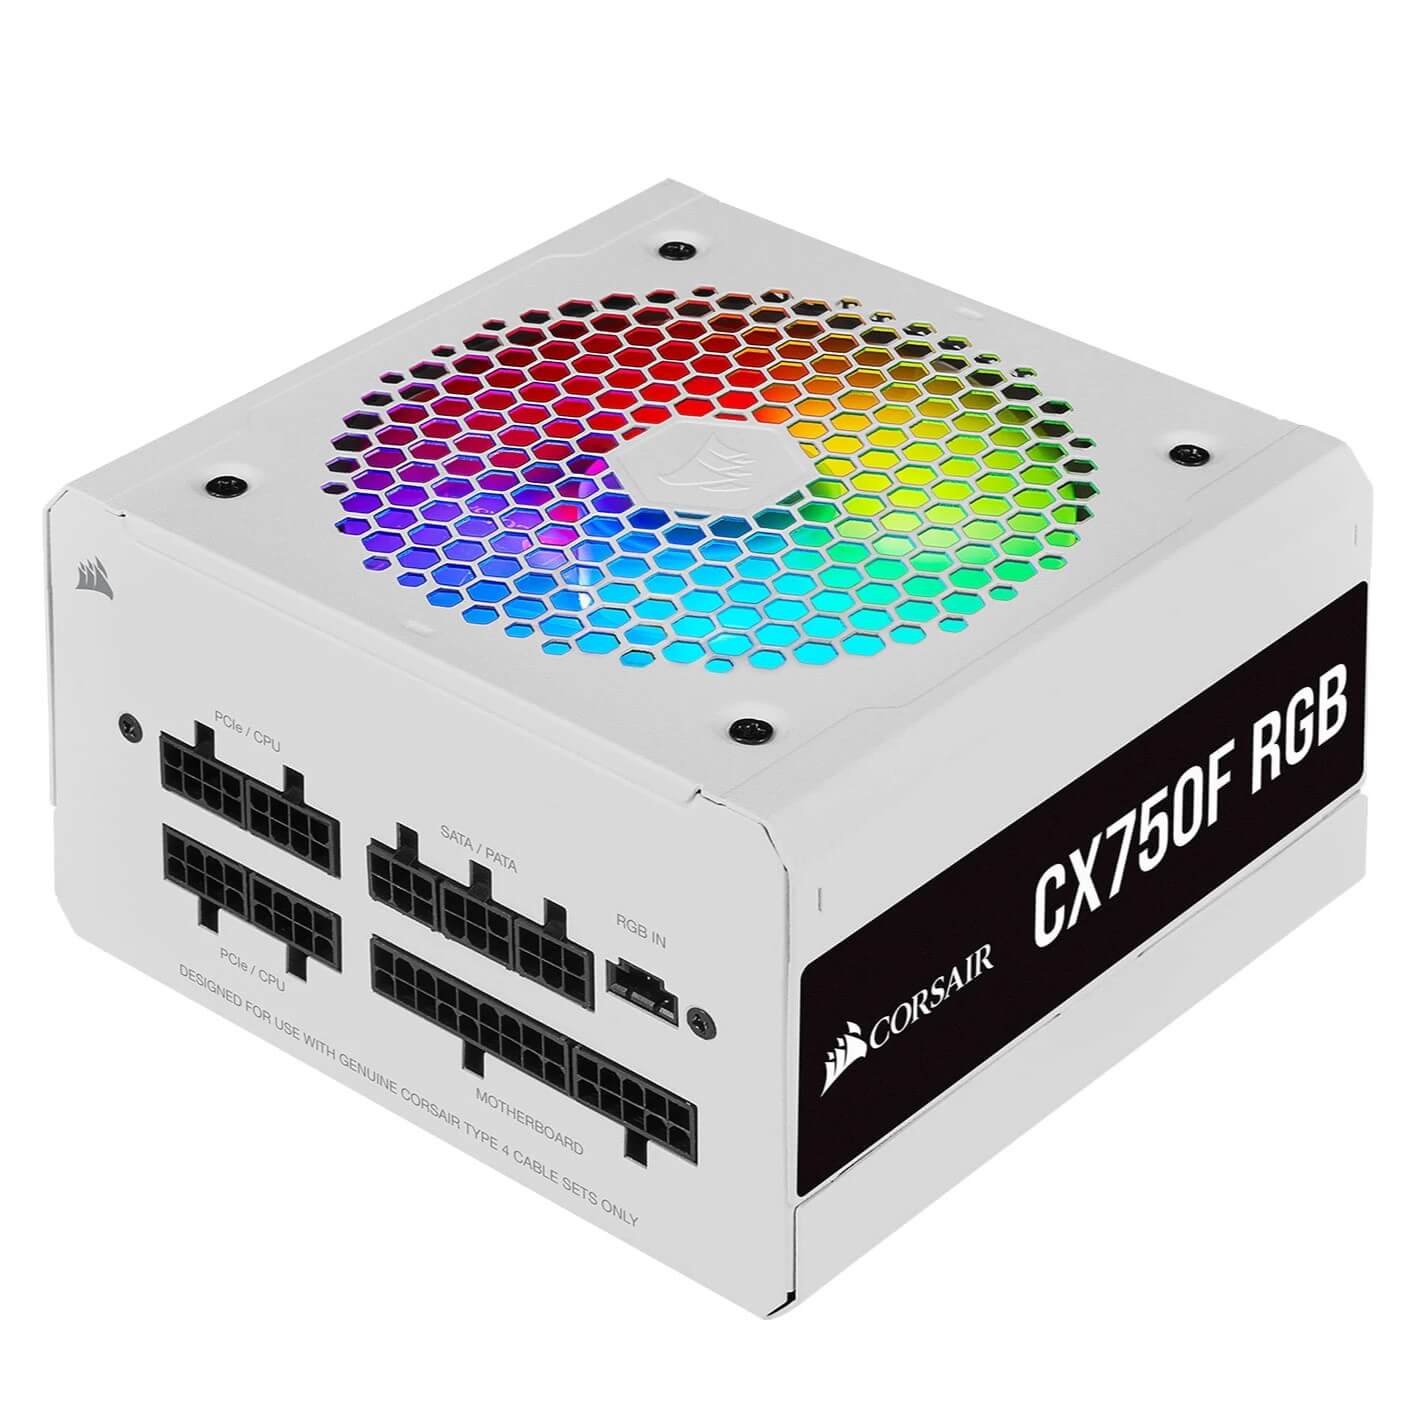 PCIe / CPU
SATA / PATA
RGB IN
PCIe / CPU
MOTHERBOARD
DESIGNED FOR USE WITH GENUINE CORSAIR TYPE 4 CABLE SETS ONLY
CORSAIR
CX750F RGB